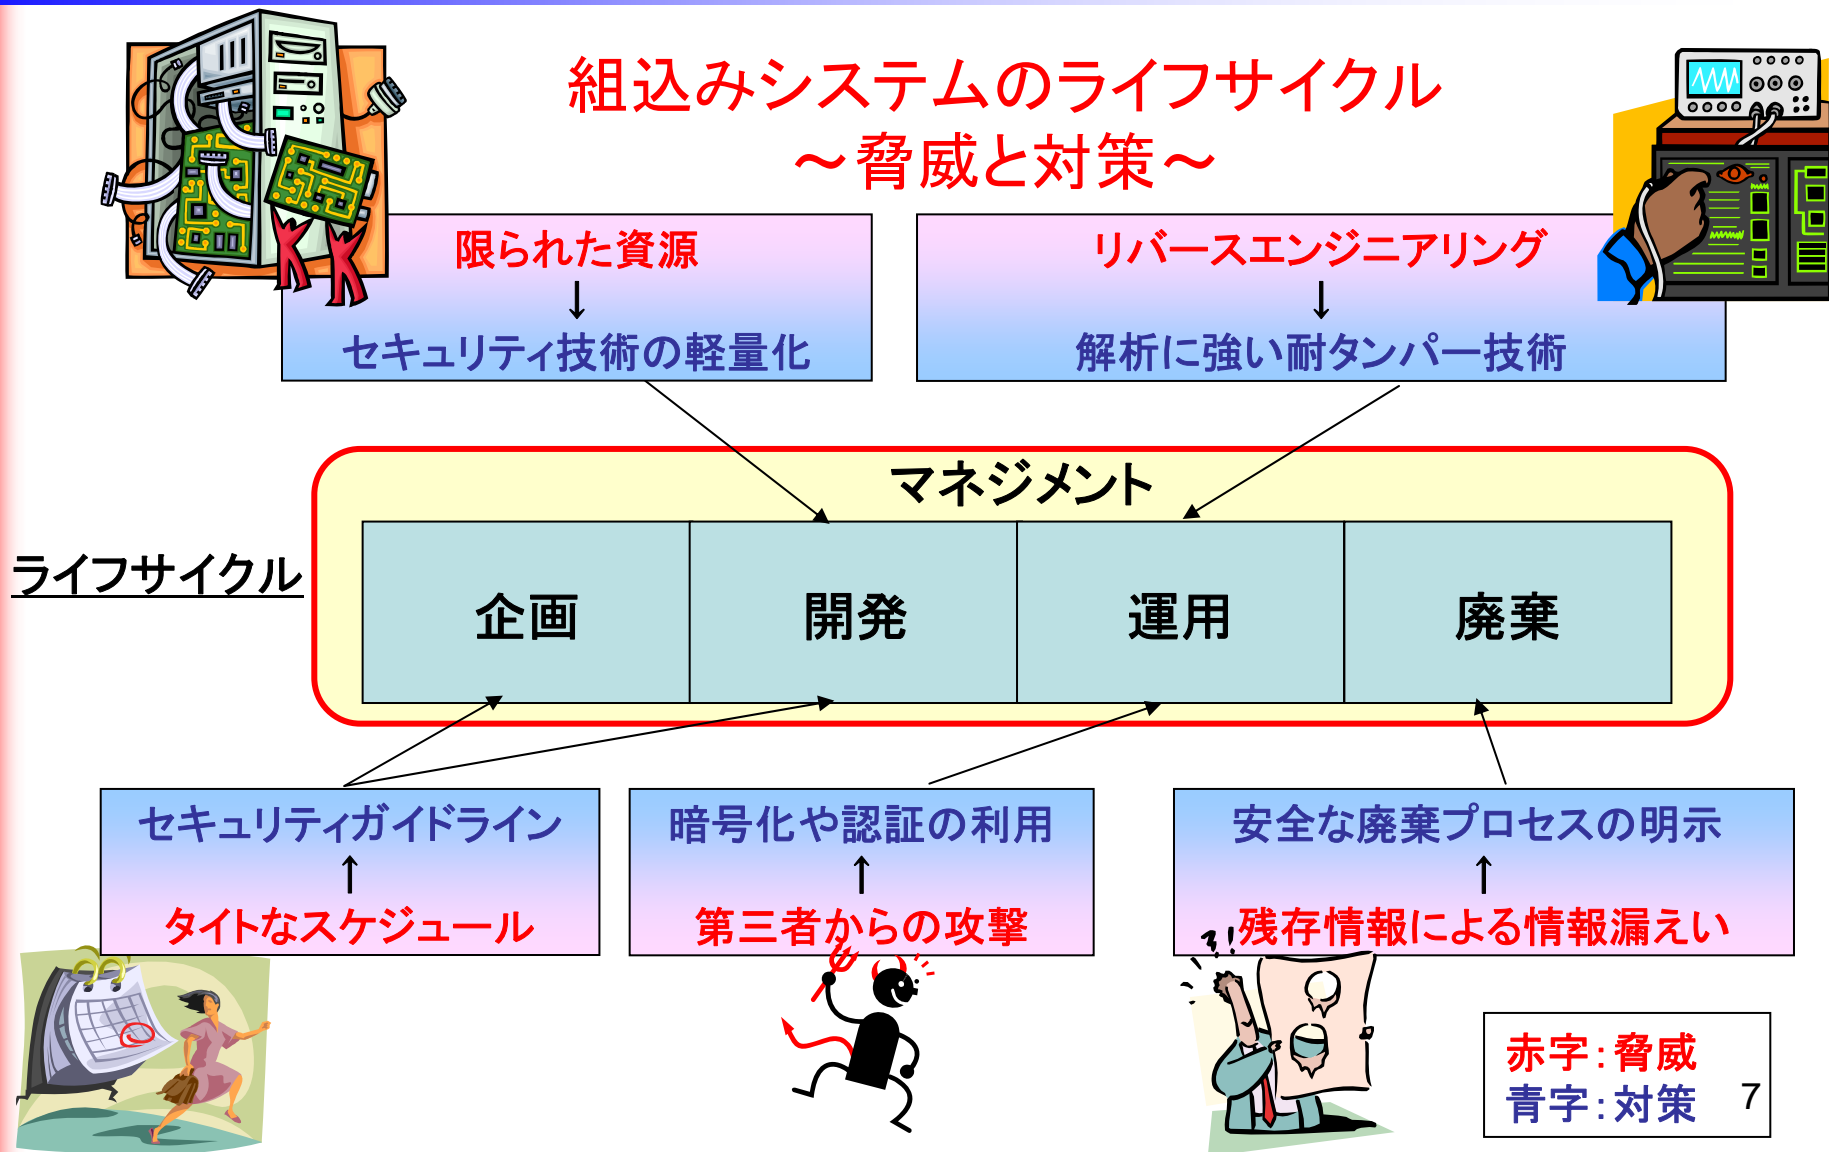 組込みシステムのライフサイクル
～脅威と対策～
限られた資源
↓
セキュリティ技術の軽量化
リバースエンジニアリング
↓
解析に強い耐タンパー技術
マネジメント
ライフサイクル
企画
開発
運用
廃棄
セキュリティガイドライン
↑
タイトなスケジュール
暗号化や認証の利用
↑
第三者からの攻撃
安全な廃棄プロセスの明示
↑
残存情報による情報漏えい
赤字：脅威
青字：対策
7